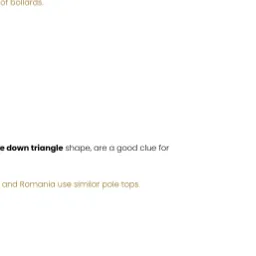 of bollards.
e down triangle shape, are a good clue for
and Romania use similar pole tops.